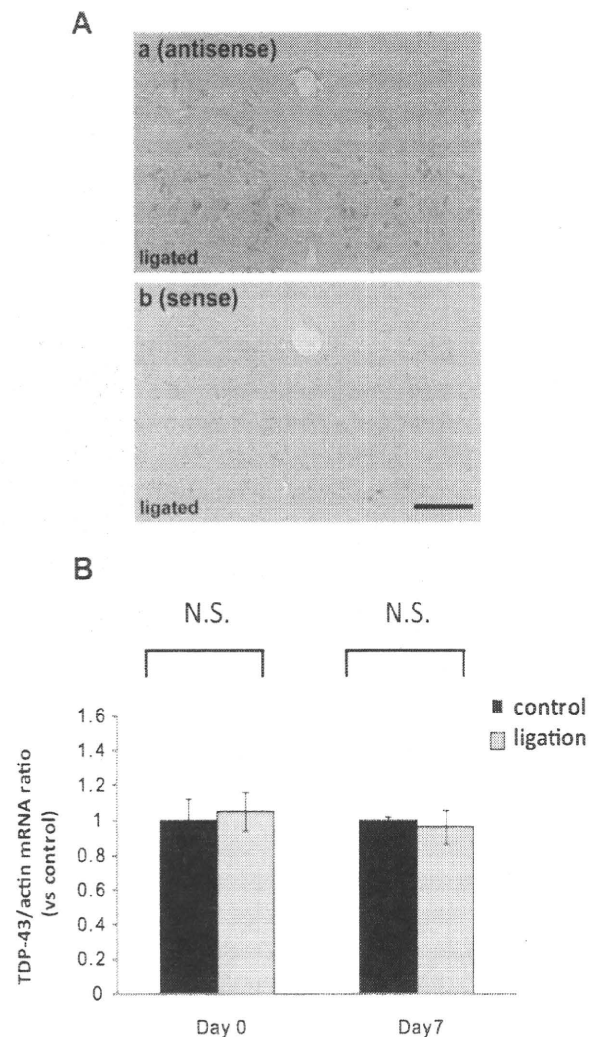 A
a (antisense)
ligated
b (sense)
ligated
B
N.S.
N.S.
control
ligation
TDP-43/actin mRNA ratio
(vs control)
1.6
1.4
1.2
1
0.8
0.6
0.4
0.2
0
Day 0
Day7